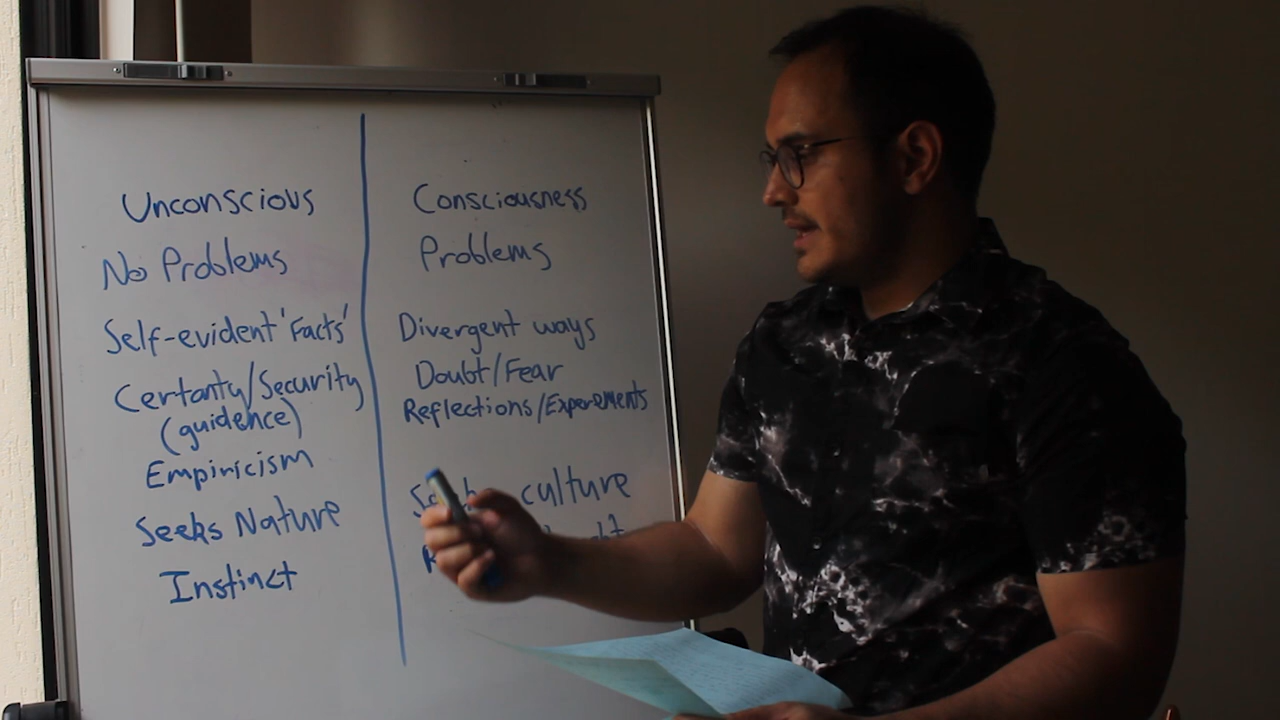 Unconscious
No Problems
Self-evident 'Facts'
Certanty/Security
(guidence)
Empiricism
Seeks Nature
Instinct
Consciousness
Problems
Divergent ways
Doubt/Fear
Reflections/Experements
culture